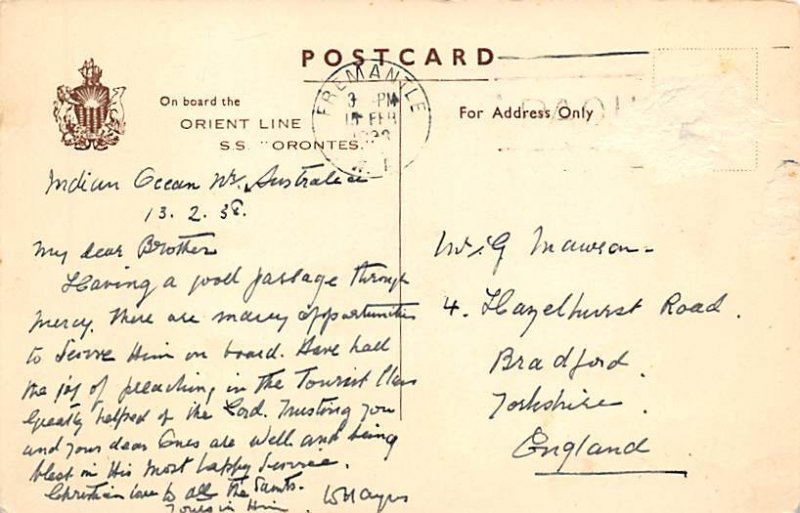 POSTCARD
On board the
ORIENT LINE
S.S. "ORONTES."
FREMANTLE
3 - PM
FEB
For Address Only
Indian Ocean Nr. Australia
13. 2. 38.
My dear Brother
Having a good passage through
mercy. There are many opportunities
to serve Him on board. Have had
the joy of preaching in the Tourist Class
Greatly helped of the Lord. Trusting you
and your dear Ones are well and being
blest in His most happy service.
Christian love to all the Saints.
Yours in Him
G Mawson
4. Hazelhurst Road.
Bradford.
Yorkshire.
England